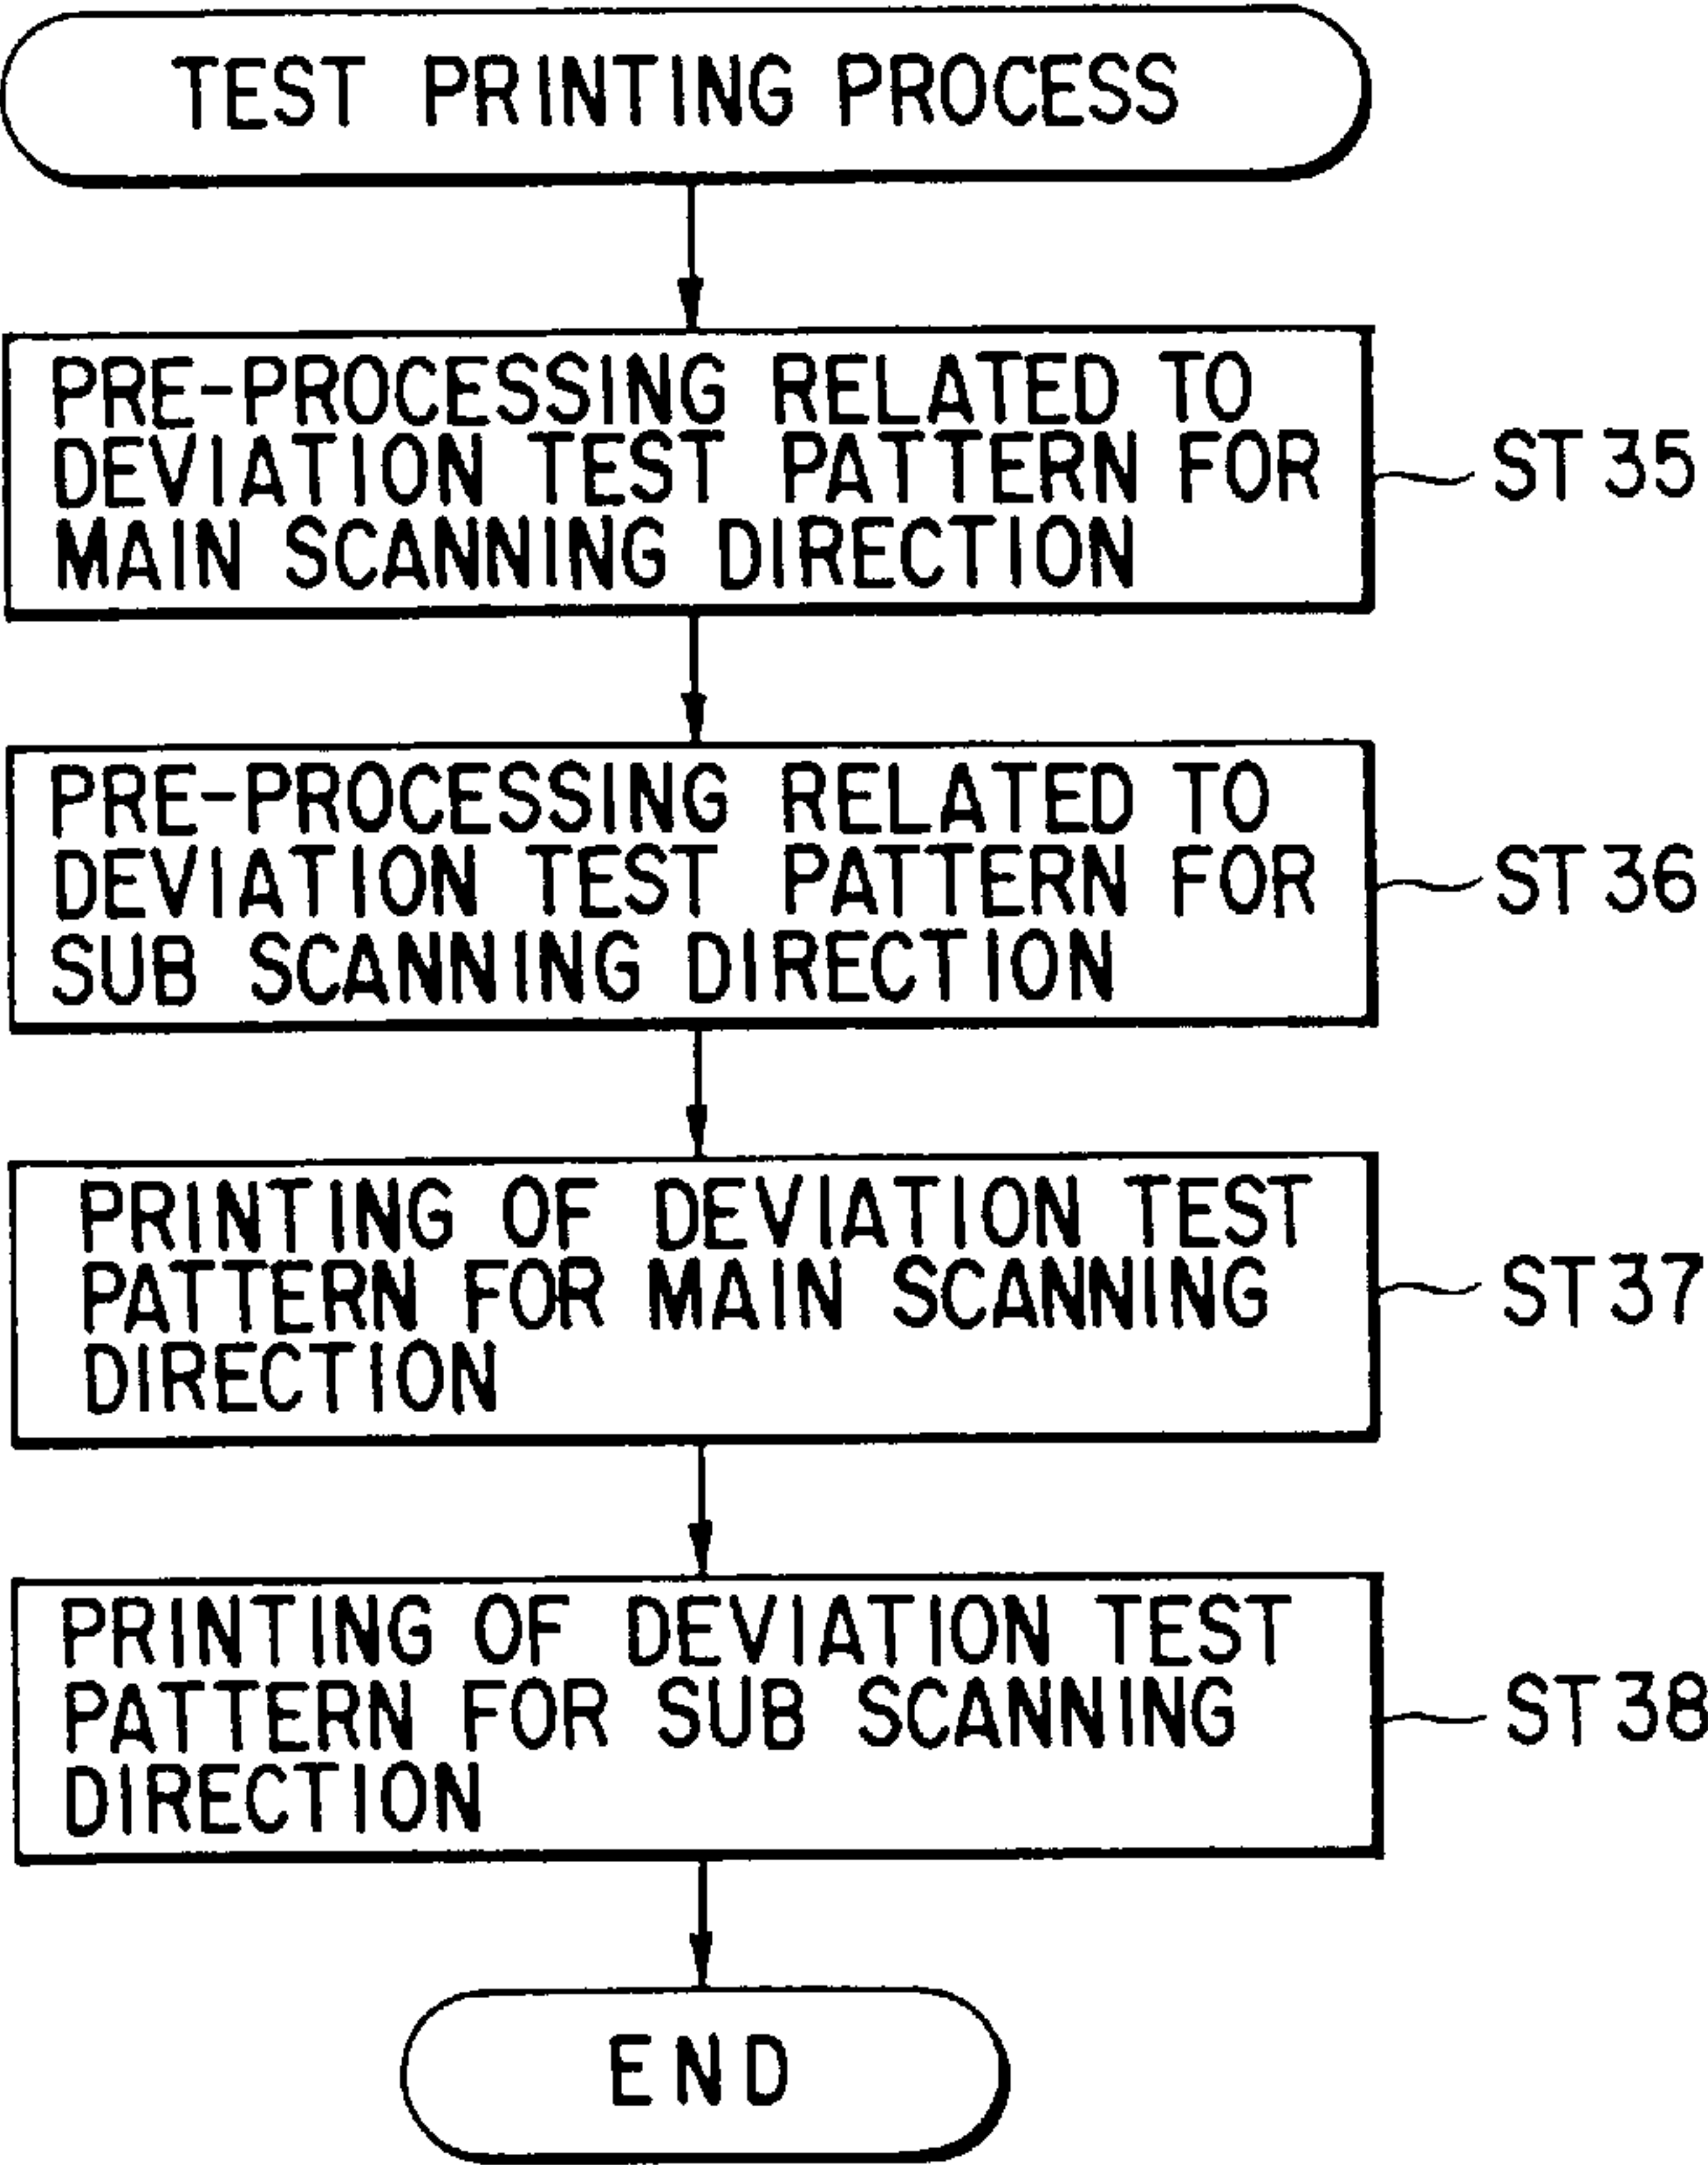 TEST PRINTING PROCESS
PRE-PROCESSING RELATED TO
DEVIATION TEST PATTERN FOR
MAIN SCANNING DIRECTION
ST35
PRE-PROCESSING RELATED TO
DEVIATION TEST PATTERN FOR
SUB SCANNING DIRECTION
ST36
PRINTING OF DEVIATION TEST
PATTERN FOR MAIN SCANNING
DIRECTION
ST37
PRINTING OF DEVIATION TEST
PATTERN FOR SUB SCANNING
DIRECTION
ST38
END